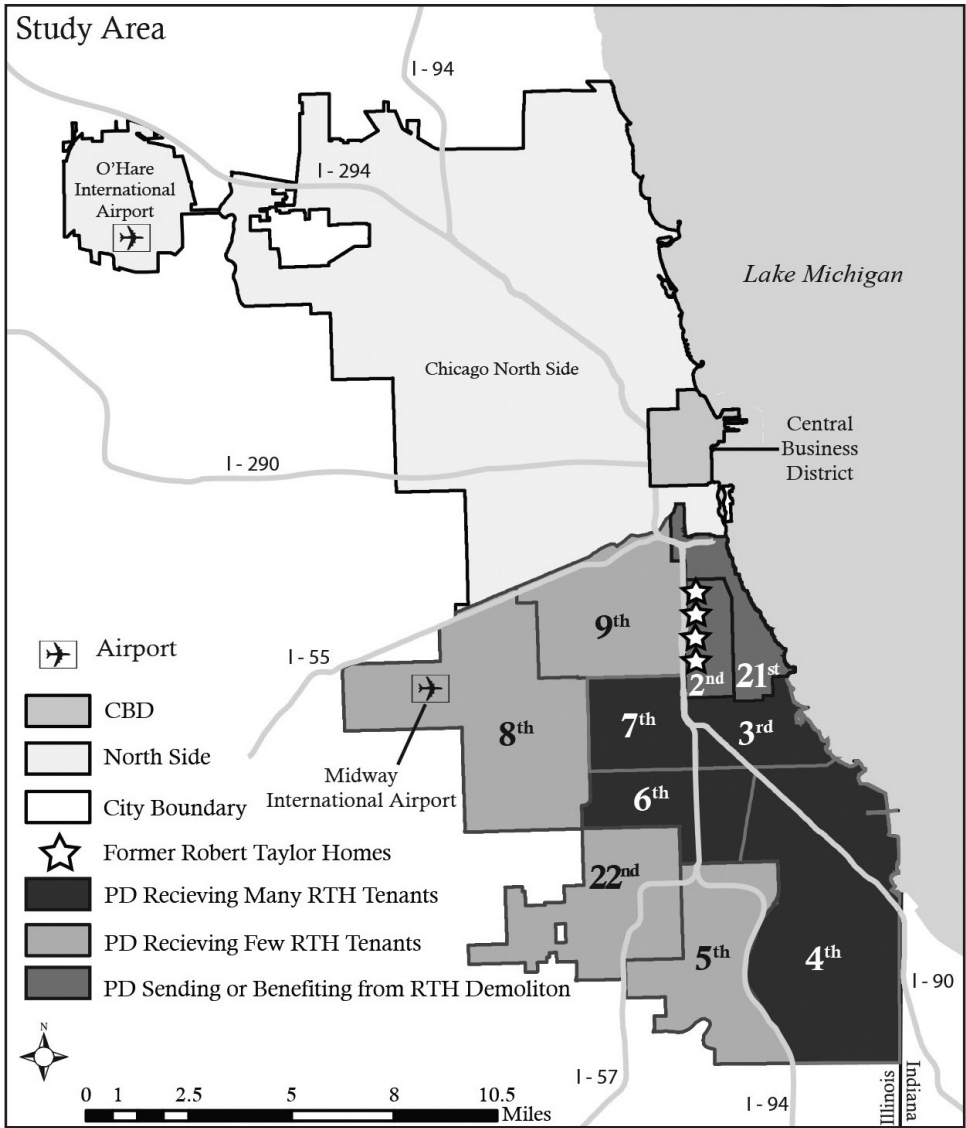 Study Area
I - 94
O'Hare
International
Airport
I - 294
Lake Michigan
Chicago North Side
Central
Business
District
I - 290
9th
I - 55
2nd
21st
7th
3rd
8th
Midway
International Airport
6th
22nd
5th
4th
I - 90
I - 57
I - 94
Illinois
Indiana
Airport
CBD
North Side
City Boundary
Former Robert Taylor Homes
PD Recieving Many RTH Tenants
PD Recieving Few RTH Tenants
PD Sending or Benefiting from RTH Demoliton
N
0 1 2.5 5 8 10.5
Miles